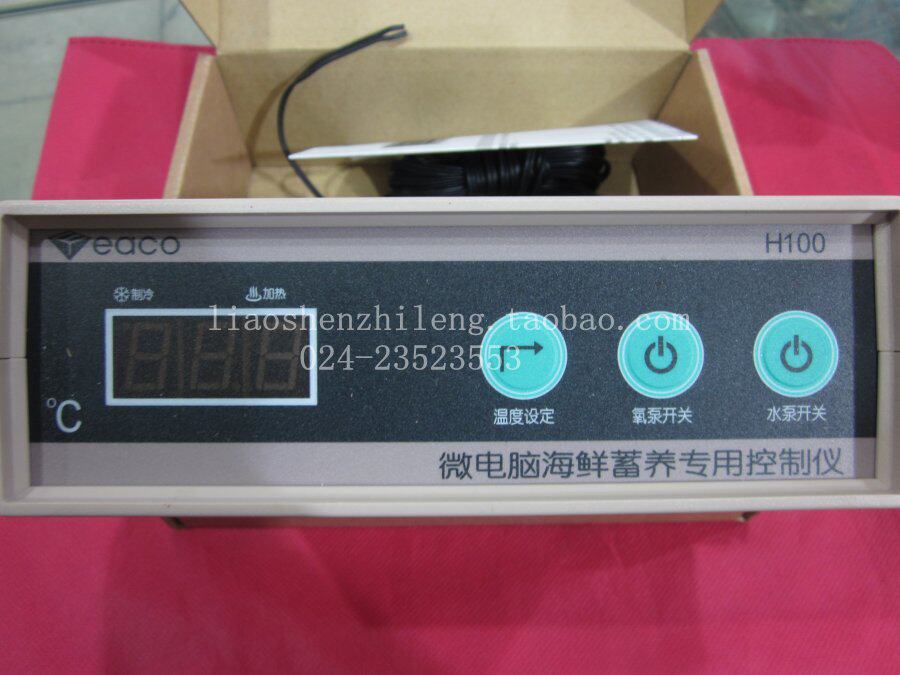 eaco
H100
制冷
加热
liaoshenzhileng.taobao.com
024-23523553
℃
温度设定
氧泵开关
水泵开关
微电脑海鲜蓄养专用控制仪